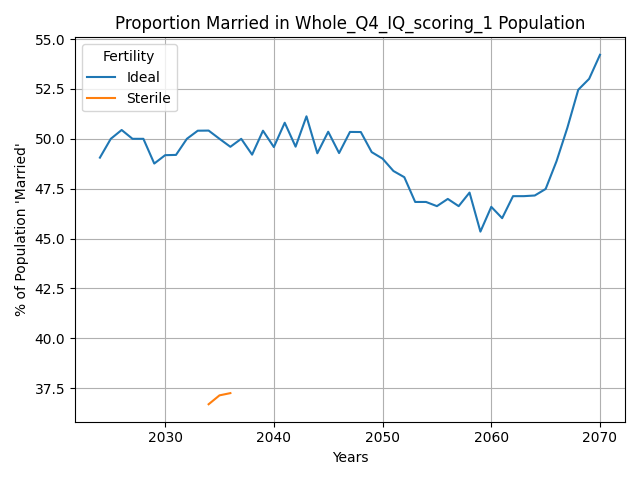 Proportion Married in Whole_Q4_IQ_scoring_1 Population
55.0
52.5
50.0
47.5
45.0
42.5
40.0
37.5
% of Population 'Married'
Fertility
Ideal
Sterile
2030 2040 2050 2060 2070
Years